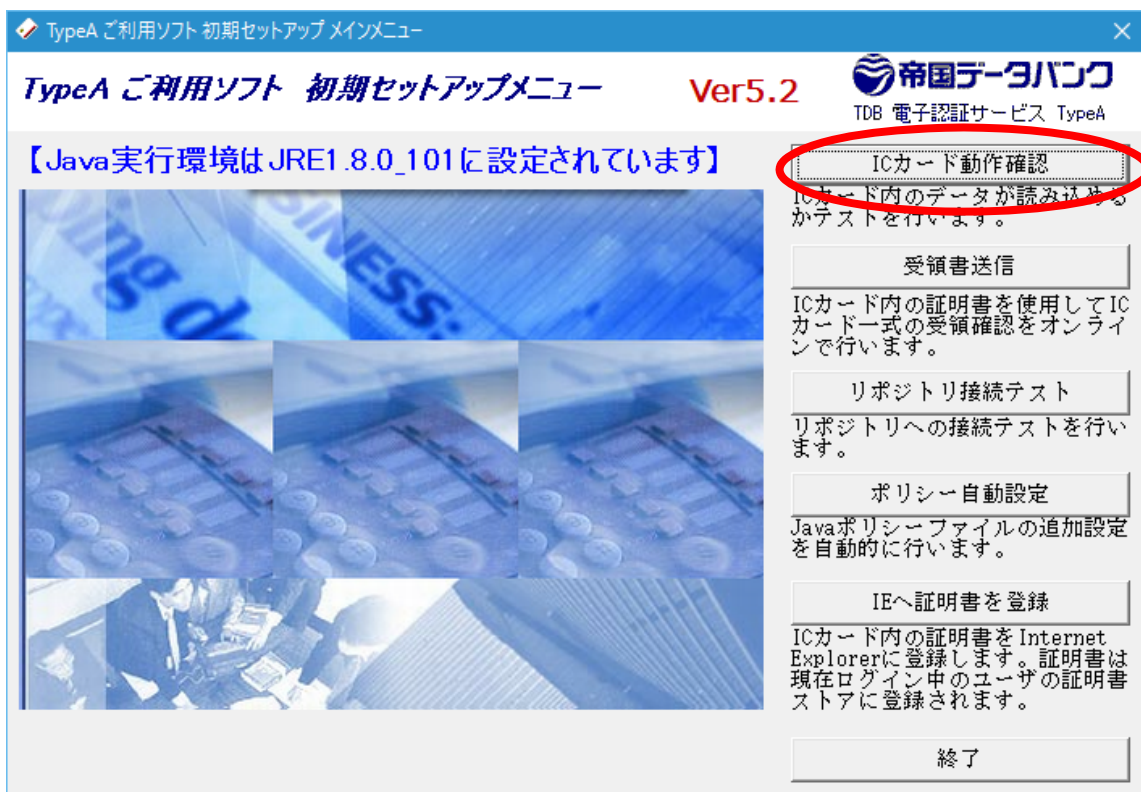 TypeA ご利用ソフト 初期セットアップ メインメニュー
TypeA ご利用ソフト 初期セットアップメニュー
Ver5.2
帝国データバンク
TDB 電子認証サービス TypeA
【Java実行環境はJRE1.8.0_101に設定されています】
ICカード動作確認
ICカード内のデータが読み込める
かテストを行います。
受領書送信
ICカード内の証明書を使用してIC
カード一式の受領確認をオンライ
ンで行います。
リポジトリ接続テスト
リポジトリへの接続テストを行い
ます。
ポリシー自動設定
Javaポリシーファイルの追加設定
を自動的に行います。
IEへ証明書を登録
ICカード内の証明書をInternet
Explorerに登録します。証明書は
現在ログイン中のユーザの証明書
ストアに登録されます。
終了